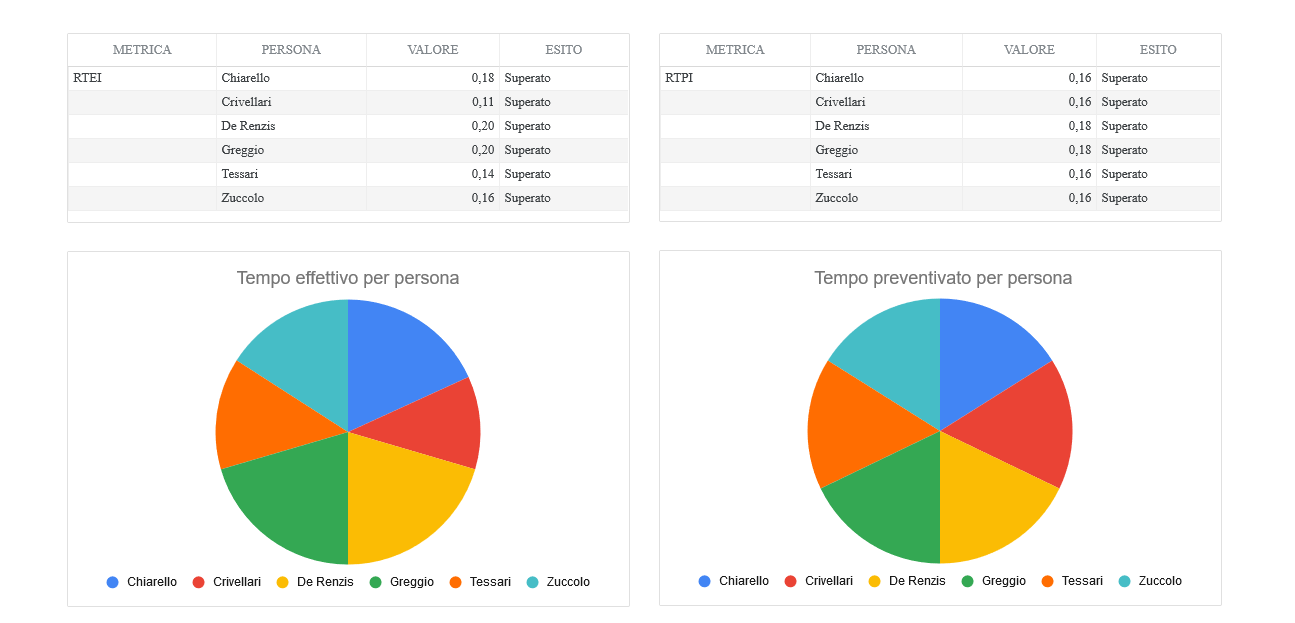 METRICA PERSONA VALORE ESITO
RTEI Chiarello 0,18 Superato
Crivellari 0,11 Superato
De Renzis 0,20 Superato
Greggio 0,20 Superato
Tessari 0,14 Superato
Zuccolo 0,16 Superato
METRICA PERSONA VALORE ESITO
RTPI Chiarello 0,16 Superato
Crivellari 0,16 Superato
De Renzis 0,18 Superato
Greggio 0,18 Superato
Tessari 0,16 Superato
Zuccolo 0,16 Superato
Tempo effettivo per persona
Chiarello Crivellari De Renzis Greggio Tessari Zuccolo
Tempo preventivato per persona
Chiarello Crivellari De Renzis Greggio Tessari Zuccolo